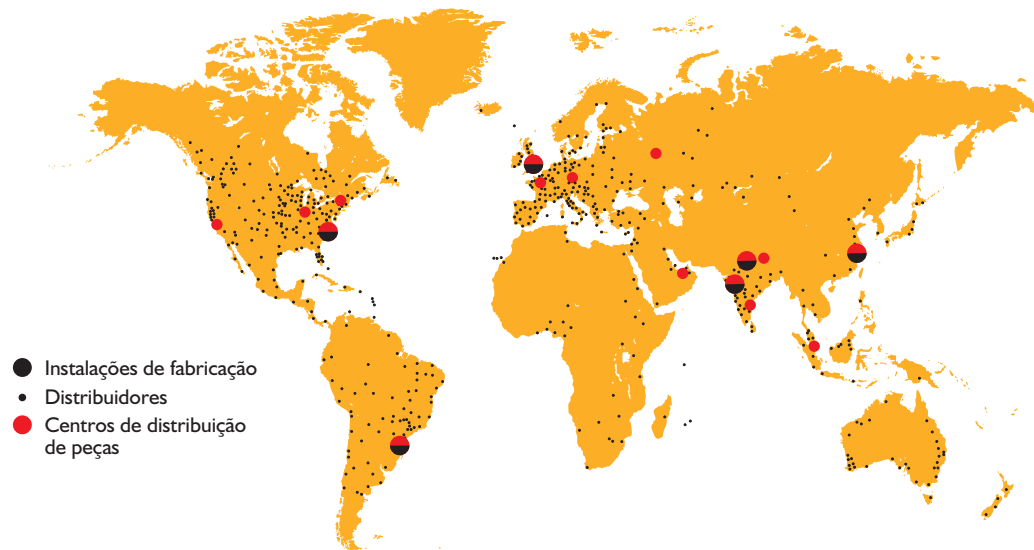 Instalações de fabricação
Distribuidores
Centros de distribuição
de peças